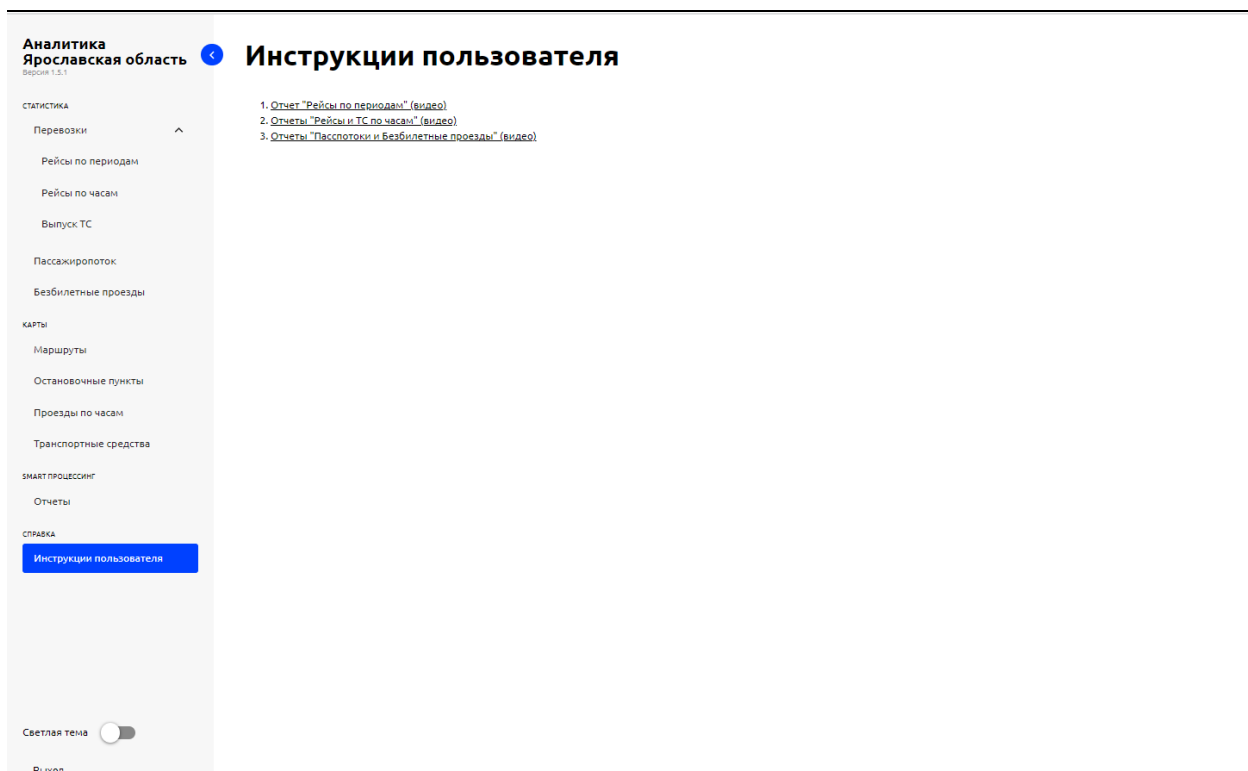 Аналитика
Ярославская область
Версия 1.5.1
СТАТИСТИКА
Перевозки
Рейсы по периодам
Рейсы по часам
Выпуск ТС
Пассажиропоток
Безбилетные проезды
КАРТЫ
Маршруты
Остановочные пункты
Проезды по часам
Транспортные средства
SMART ПРОЦЕССИНГ
Отчеты
СПРАВКА
Инструкции пользователя
Светлая тема
Выход
Инструкции пользователя
1. Отчет "Рейсы по периодам" (видео)
2. Отчеты "Рейсы и ТС по часам" (видео)
3. Отчеты "Пасспотоки и Безбилетные проезды" (видео)